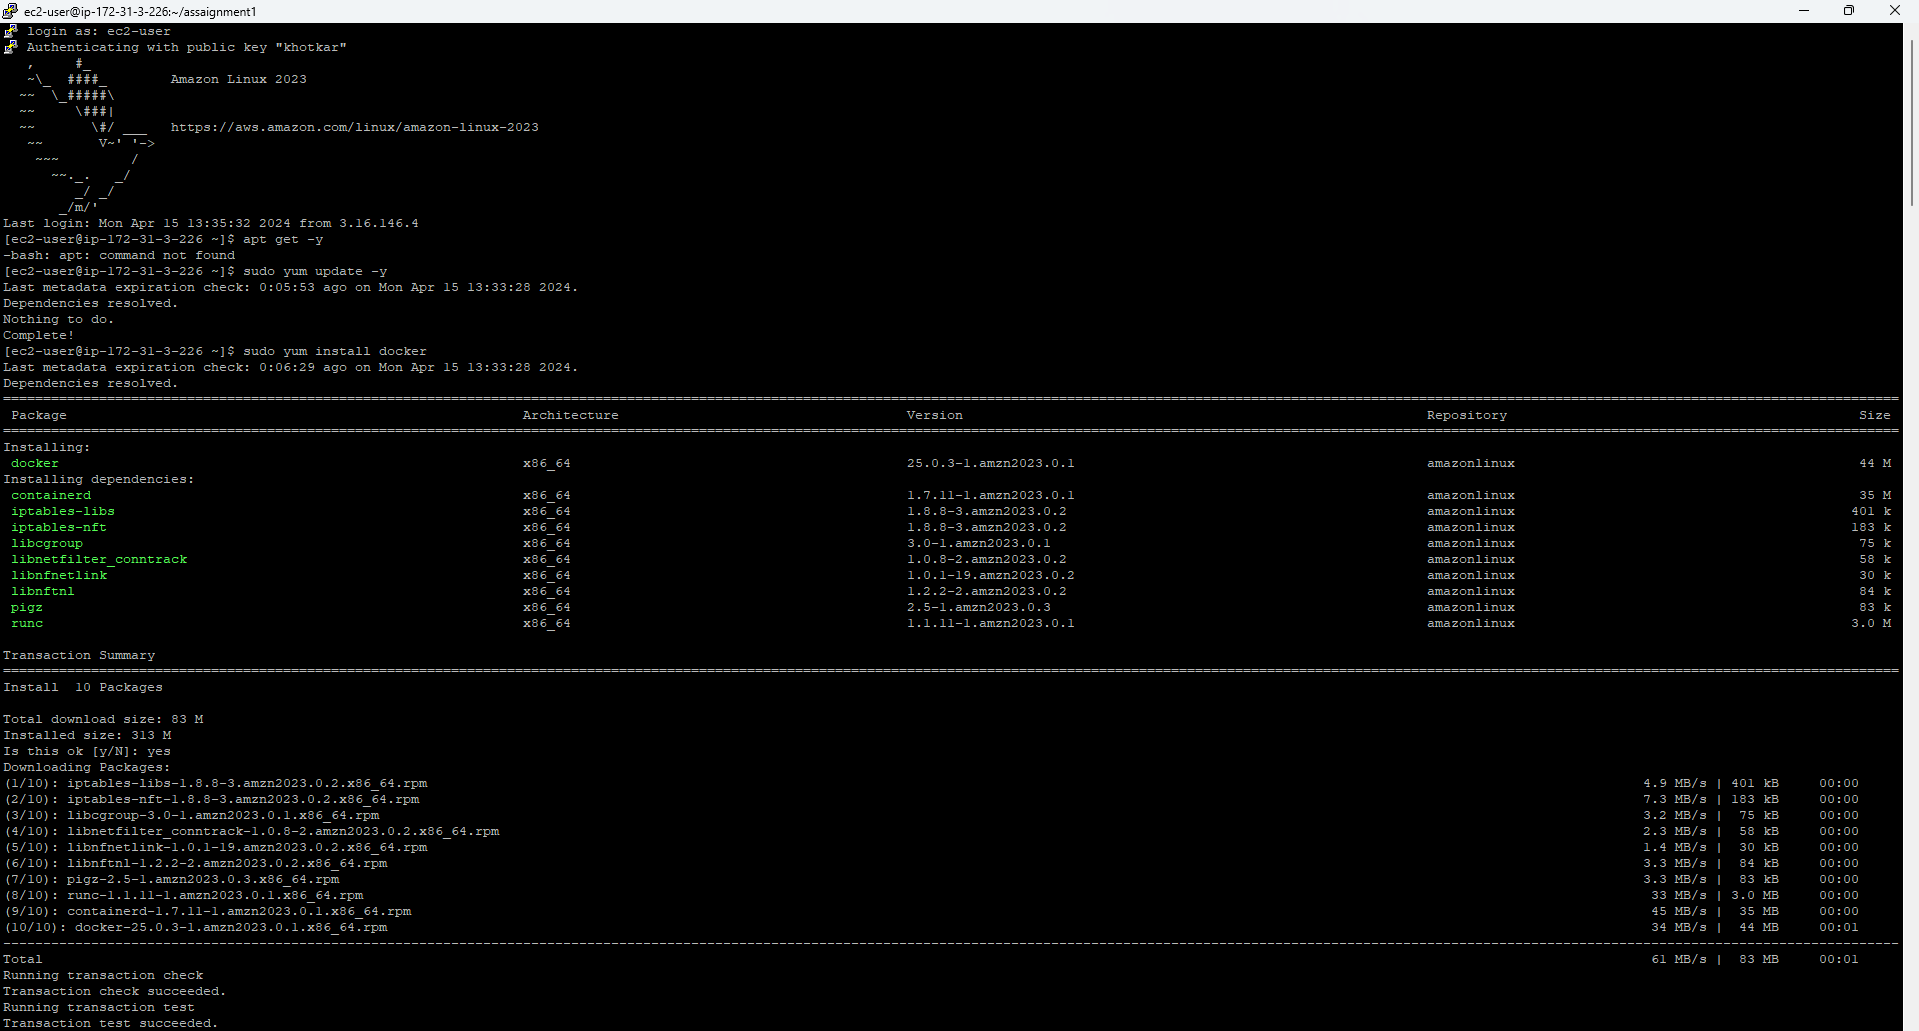 ec2-user@ip-172-31-3-226:~/assaignment1
login as: ec2-user
Authenticating with public key "khotkar"
   ,     #_
   ~\_  ####_        Amazon Linux 2023
  ~~  \_#####\
  ~~     \###|
  ~~       \#/ ___   https://aws.amazon.com/linux/amazon-linux-2023
   ~~       V~' '->
    ~~~         /
      ~~._.   _/
         _/ _/
       _/m/'
Last login: Mon Apr 15 13:35:32 2024 from 3.16.146.4
[ec2-user@ip-172-31-3-226 ~]$ apt get -y
-bash: apt: command not found
[ec2-user@ip-172-31-3-226 ~]$ sudo yum update -y
Last metadata expiration check: 0:05:53 ago on Mon Apr 15 13:33:28 2024.
Dependencies resolved.
Nothing to do.
Complete!
[ec2-user@ip-172-31-3-226 ~]$ sudo yum install docker
Last metadata expiration check: 0:06:29 ago on Mon Apr 15 13:33:28 2024.
Dependencies resolved.
Package Architecture Version Repository Size
Installing:
docker x86_64 25.0.3-1.amzn2023.0.1 amazonlinux 44 M
Installing dependencies:
containerd x86_64 1.7.11-1.amzn2023.0.1 amazonlinux 35 M
iptables-libs x86_64 1.8.8-3.amzn2023.0.2 amazonlinux 401 k
iptables-nft x86_64 1.8.8-3.amzn2023.0.2 amazonlinux 183 k
libcgroup x86_64 3.0-1.amzn2023.0.1 amazonlinux 75 k
libnetfilter_conntrack x86_64 1.0.8-2.amzn2023.0.2 amazonlinux 58 k
libnfnetlink x86_64 1.0.1-19.amzn2023.0.2 amazonlinux 30 k
libnftnl x86_64 1.2.2-2.amzn2023.0.2 amazonlinux 84 k
pigz x86_64 2.5-1.amzn2023.0.3 amazonlinux 83 k
runc x86_64 1.1.11-1.amzn2023.0.1 amazonlinux 3.0 M
Transaction Summary
Install  10 Packages
Total download size: 83 M
Installed size: 313 M
Is this ok [y/N]: yes
Downloading Packages:
(1/10): iptables-libs-1.8.8-3.amzn2023.0.2.x86_64.rpm 4.9 MB/s | 401 kB 00:00
(2/10): iptables-nft-1.8.8-3.amzn2023.0.2.x86_64.rpm 7.3 MB/s | 183 kB 00:00
(3/10): libcgroup-3.0-1.amzn2023.0.1.x86_64.rpm 3.2 MB/s | 75 kB 00:00
(4/10): libnetfilter_conntrack-1.0.8-2.amzn2023.0.2.x86_64.rpm 2.3 MB/s | 58 kB 00:00
(5/10): libnfnetlink-1.0.1-19.amzn2023.0.2.x86_64.rpm 1.4 MB/s | 30 kB 00:00
(6/10): libnftnl-1.2.2-2.amzn2023.0.2.x86_64.rpm 3.3 MB/s | 84 kB 00:00
(7/10): pigz-2.5-1.amzn2023.0.3.x86_64.rpm 3.3 MB/s | 83 kB 00:00
(8/10): runc-1.1.11-1.amzn2023.0.1.x86_64.rpm 33 MB/s | 3.0 MB 00:00
(9/10): containerd-1.7.11-1.amzn2023.0.1.x86_64.rpm 45 MB/s | 35 MB 00:00
(10/10): docker-25.0.3-1.amzn2023.0.1.x86_64.rpm 34 MB/s | 44 MB 00:01
Total 61 MB/s | 83 MB 00:01
Running transaction check
Transaction check succeeded.
Running transaction test
Transaction test succeeded.